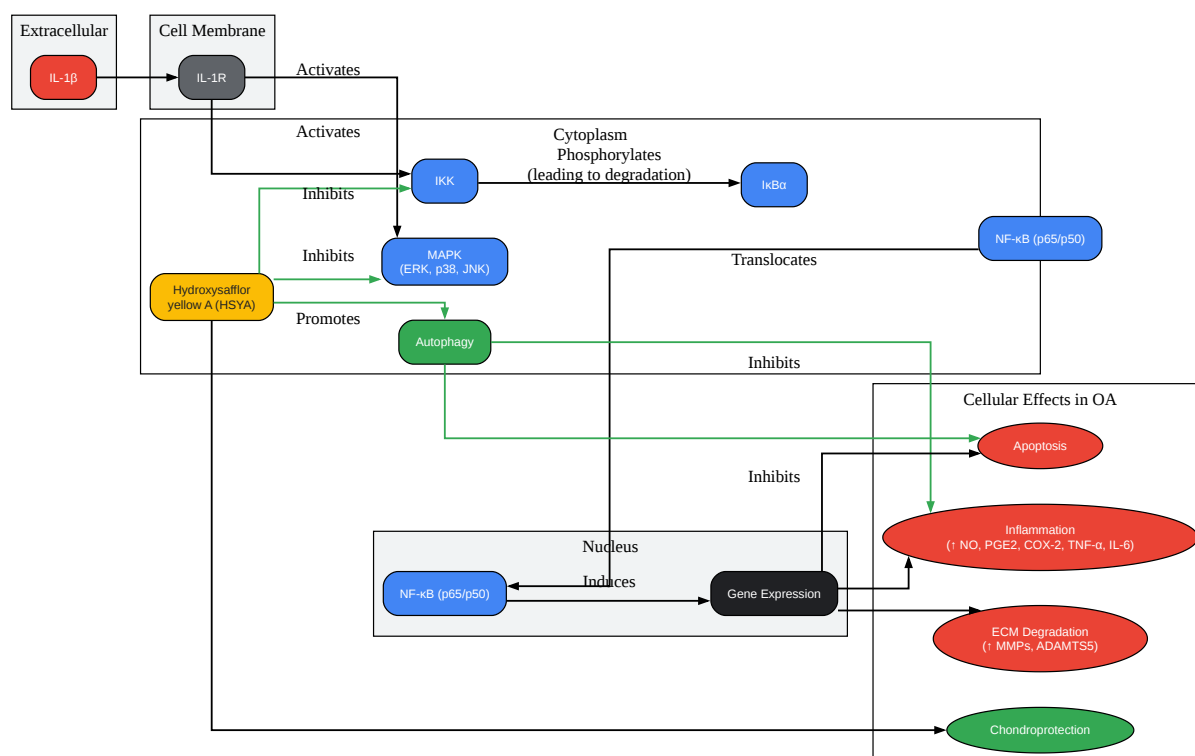 Extracellular
Cell Membrane
IL-1β
IL-1R
Activates
Activates
Cytoplasm
Phosphorylates
(leading to degradation)
IKK
IκBα
Inhibits
NF-κB (p65/p50)
Inhibits
MAPK
(ERK, p38, JNK)
Translocates
Hydroxysafflor
yellow A (HSYA)
Promotes
Autophagy
Inhibits
Cellular Effects in OA
Apoptosis
Inhibits
Inflammation
(↑ NO, PGE2, COX-2, TNF-α, IL-6)
Nucleus
Induces
NF-κB (p65/p50)
Gene Expression
ECM Degradation
(↑ MMPs, ADAMTS5)
Chondroprotection